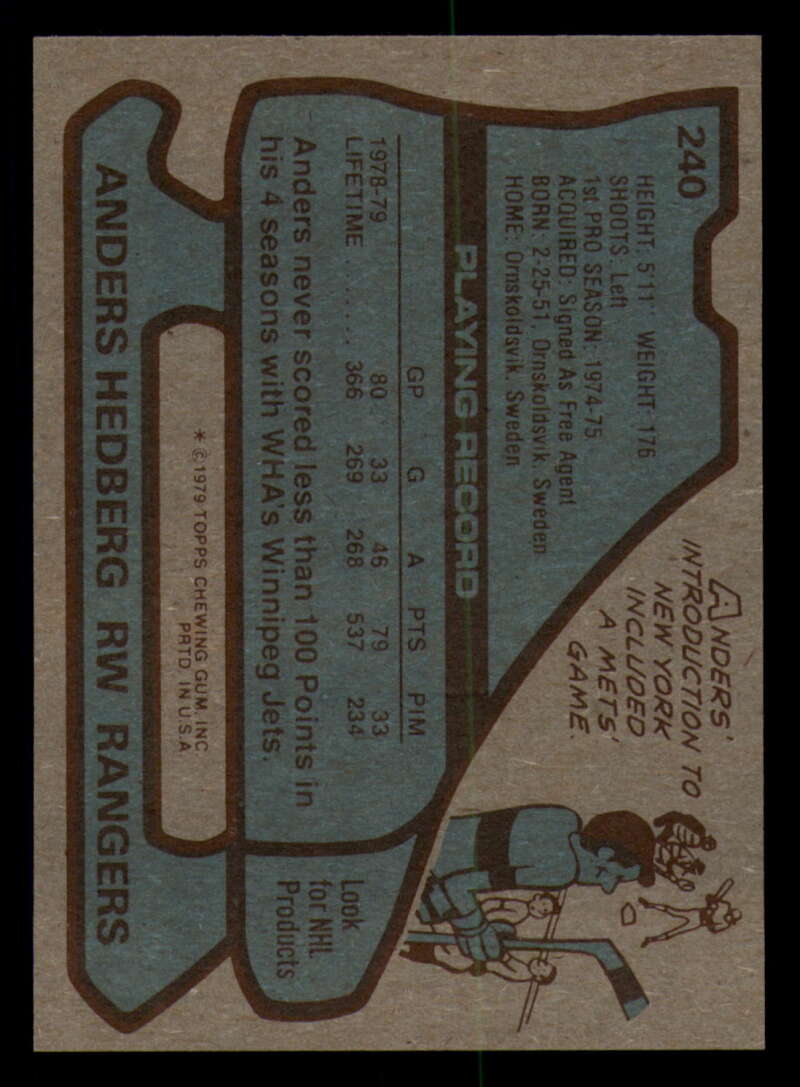 240
HEIGHT: 5'11" WEIGHT: 176
SHOOTS: Left
1st PRO SEASON: 1974-75
ACQUIRED: Signed As Free Agent
BORN: 2-25-51, Ornskoldsvik, Sweden
HOME: Ornskoldsvik, Sweden
ANDERS'
INTRODUCTION TO
NEW YORK
INCLUDED
A METS'
GAME.
PLAYING RECORD
GP G A PTS PIM
1978-79 80 33 46 79 33
LIFETIME ...... 366 269 268 537 234
Anders never scored less than 100 Points in
his 4 seasons with WHA's Winnipeg Jets.
Look
for NHL
Products
* ©1979 TOPPS CHEWING GUM, INC.
PRTD. IN U.S.A.
ANDERS HEDBERG RW RANGERS